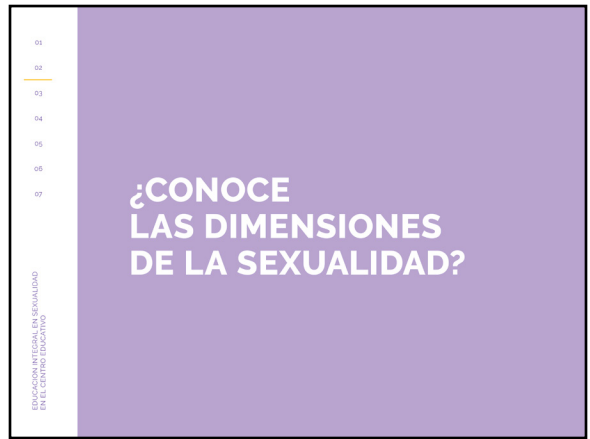 01
02
03
04
05
06
07
EDUCACION INTEGRAL EN SEXUALIDAD
EN EL CENTRO EDUCATIVO
¿CONOCE
LAS DIMENSIONES
DE LA SEXUALIDAD?